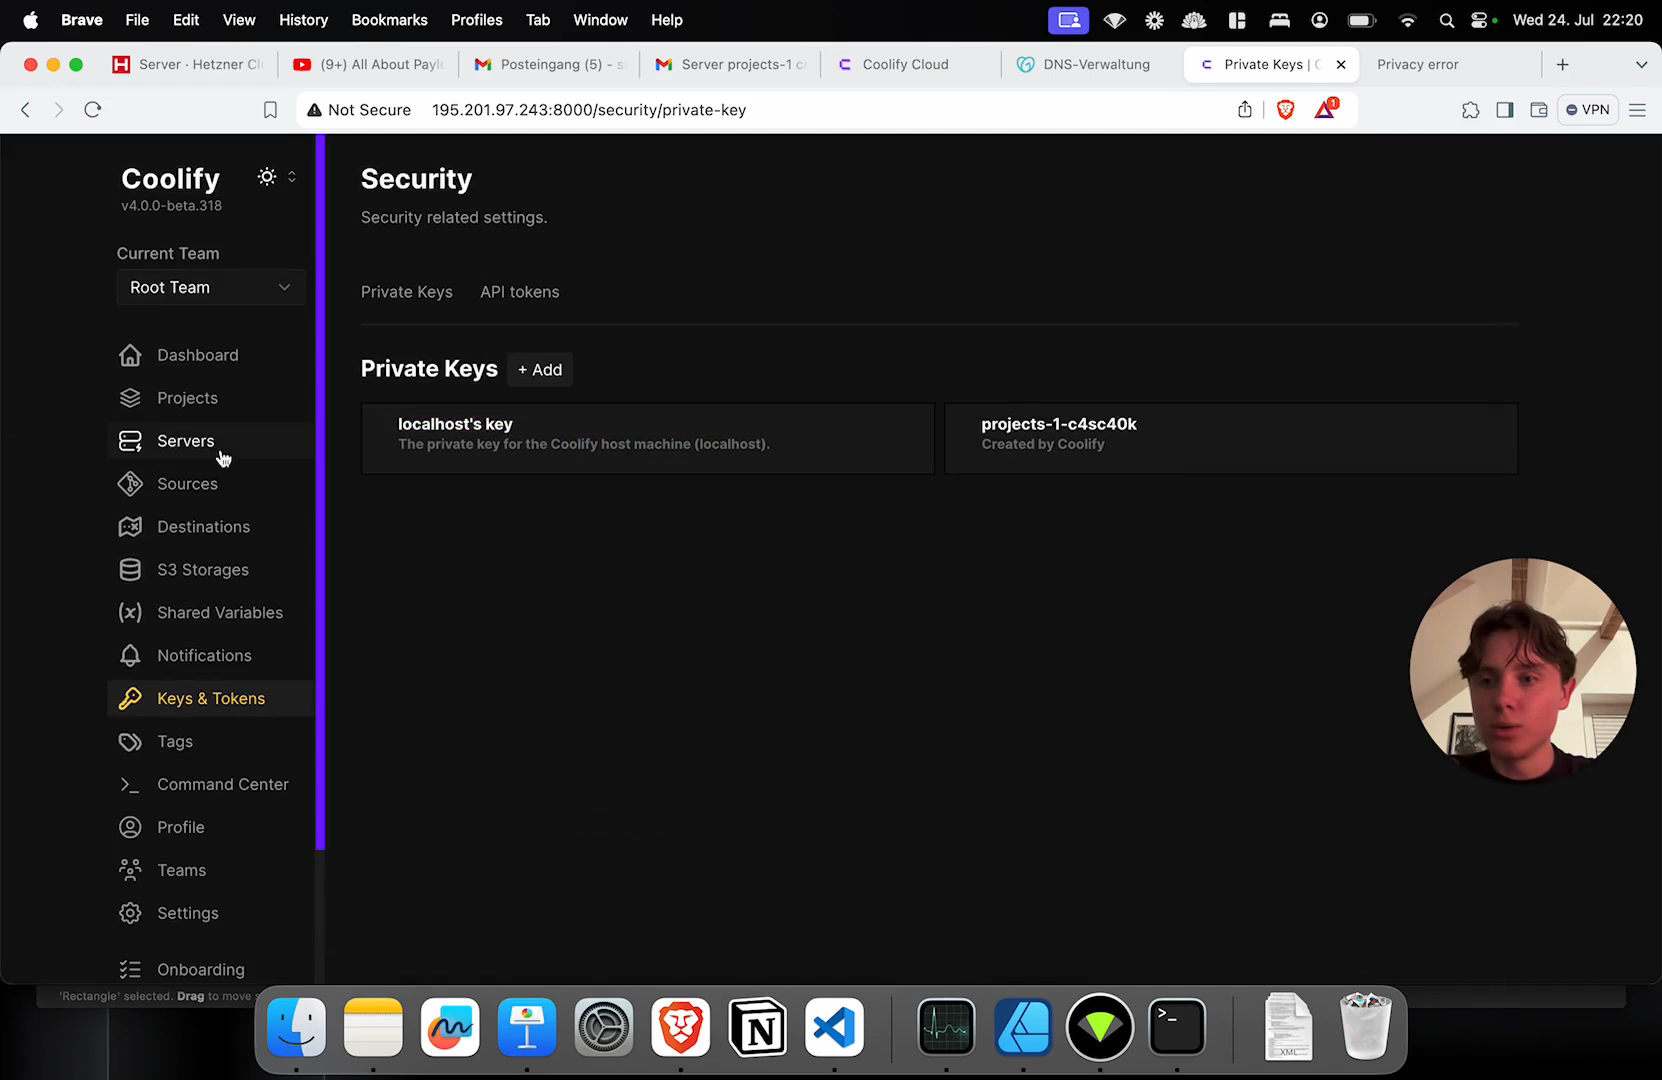 Brave File Edit View History Bookmarks Profiles Tab Window Help Wed 24. Jul 22:20
Server · Hetzner Cl (9+) All About Paylo Posteingang (5) - s Server projects-1 c Coolify Cloud DNS-Verwaltung Private Keys | C Privacy error
Not Secure 195.201.97.243:8000/security/private-key 1 VPN
Coolify
v4.0.0-beta.318
Current Team
Root Team
Dashboard
Projects
Servers
Sources
Destinations
S3 Storages
Shared Variables
Notifications
Keys & Tokens
Tags
Command Center
Profile
Teams
Settings
Onboarding
Security
Security related settings.
Private Keys API tokens
Private Keys + Add
localhost's key
The private key for the Coolify host machine (localhost).
projects-1-c4sc40k
Created by Coolify
'Rectangle' selected. Drag to move s
XML